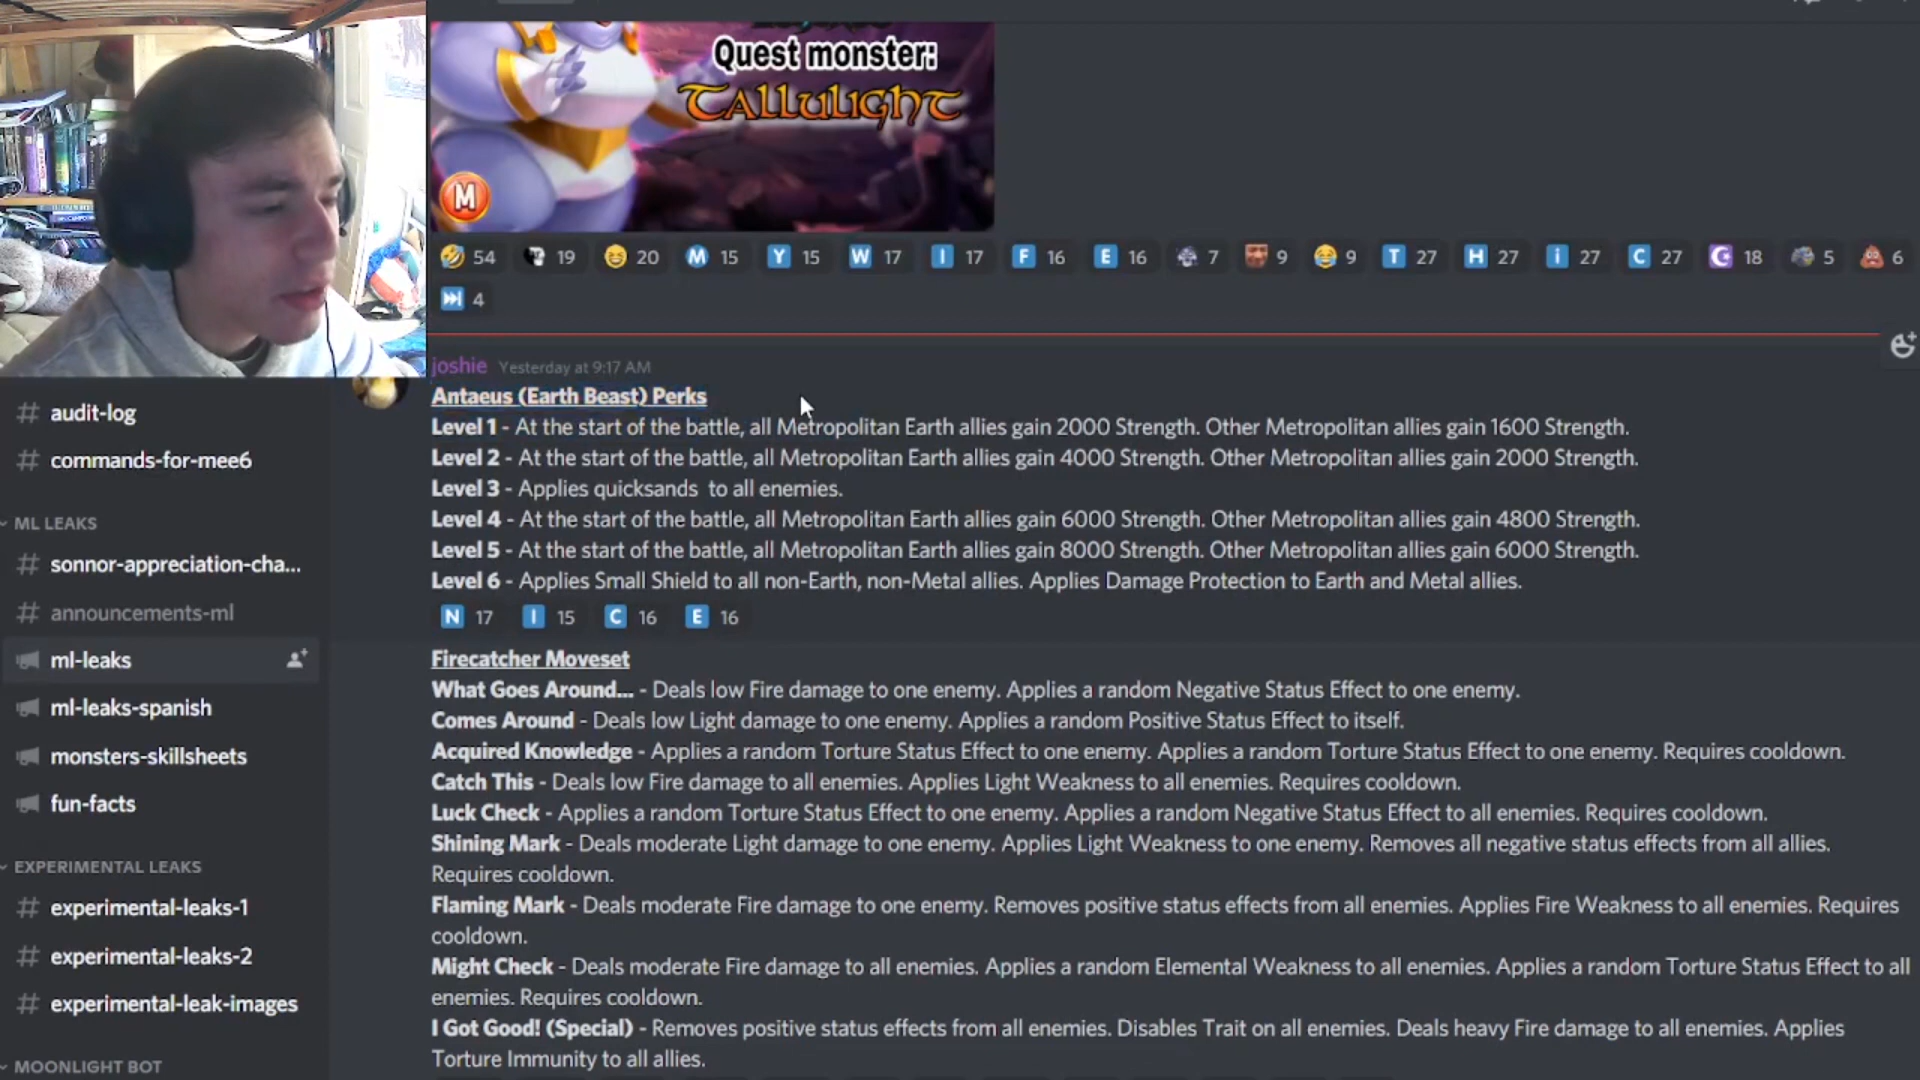 Quest monster:
TALLULIGHT
M
54 19 20 M 15 Y 15 W 17 I 17 F 16 E 16 7 9 9 T 27 H 27 i 27 C 27 18 5 6
4
joshie Yesterday at 9:17 AM
Antaeus (Earth Beast) Perks
Level 1 - At the start of the battle, all Metropolitan Earth allies gain 2000 Strength. Other Metropolitan allies gain 1600 Strength.
Level 2 - At the start of the battle, all Metropolitan Earth allies gain 4000 Strength. Other Metropolitan allies gain 2000 Strength.
Level 3 - Applies quicksands to all enemies.
Level 4 - At the start of the battle, all Metropolitan Earth allies gain 6000 Strength. Other Metropolitan allies gain 4800 Strength.
Level 5 - At the start of the battle, all Metropolitan Earth allies gain 8000 Strength. Other Metropolitan allies gain 6000 Strength.
Level 6 - Applies Small Shield to all non-Earth, non-Metal allies. Applies Damage Protection to Earth and Metal allies.
N 17 I 15 C 16 E 16
Firecatcher Moveset
What Goes Around... - Deals low Fire damage to one enemy. Applies a random Negative Status Effect to one enemy.
Comes Around - Deals low Light damage to one enemy. Applies a random Positive Status Effect to itself.
Acquired Knowledge - Applies a random Torture Status Effect to one enemy. Applies a random Torture Status Effect to one enemy. Requires cooldown.
Catch This - Deals low Fire damage to all enemies. Applies Light Weakness to all enemies. Requires cooldown.
Luck Check - Applies a random Torture Status Effect to one enemy. Applies a random Negative Status Effect to all enemies. Requires cooldown.
Shining Mark - Deals moderate Light damage to one enemy. Applies Light Weakness to one enemy. Removes all negative status effects from all allies.
Requires cooldown.
Flaming Mark - Deals moderate Fire damage to one enemy. Removes positive status effects from all enemies. Applies Fire Weakness to all enemies. Requires
cooldown.
Might Check - Deals moderate Fire damage to all enemies. Applies a random Elemental Weakness to all enemies. Applies a random Torture Status Effect to all
enemies. Requires cooldown.
I Got Good! (Special) - Removes positive status effects from all enemies. Disables Trait on all enemies. Deals heavy Fire damage to all enemies. Applies
Torture Immunity to all allies.
# audit-log
# commands-for-mee6
ML LEAKS
# sonnor-appreciation-cha...
# announcements-ml
ml-leaks
ml-leaks-spanish
monsters-skillsheets
fun-facts
EXPERIMENTAL LEAKS
# experimental-leaks-1
# experimental-leaks-2
# experimental-leak-images
MOONLIGHT BOT